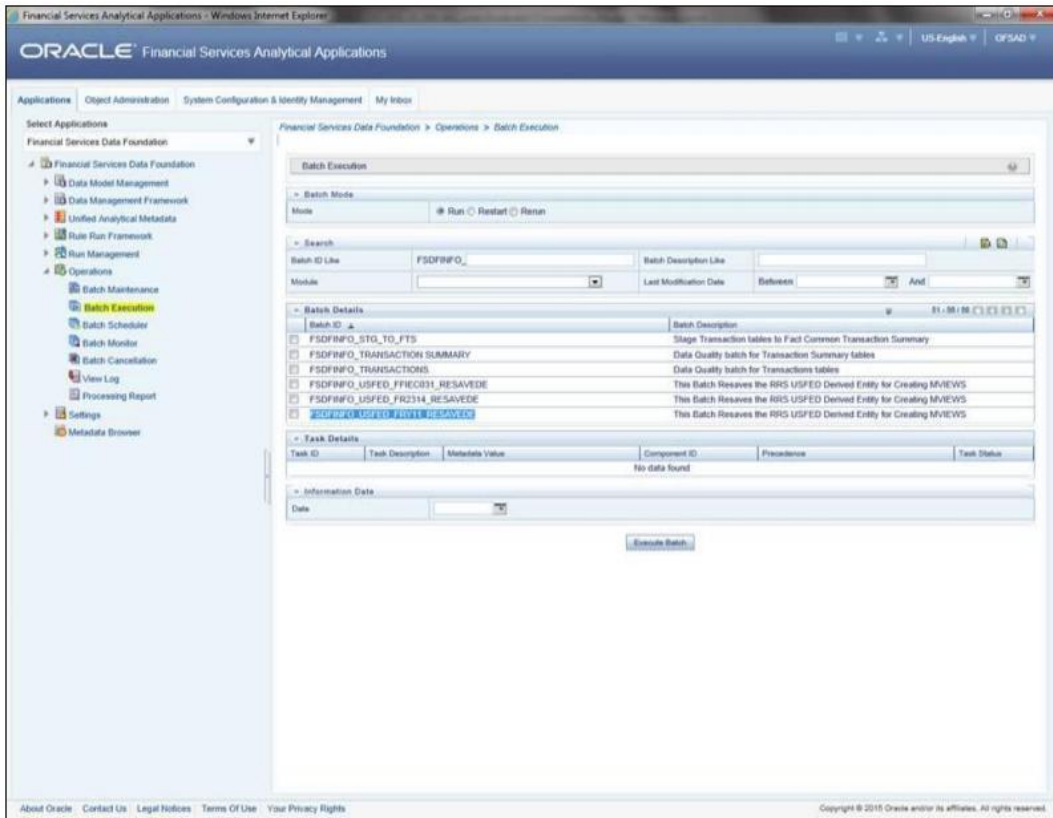 Financial Services Analytical Applications - Windows Internet Explorer
ORACLE Financial Services Analytical Applications
US-English
OFSAD
Applications Object Administration System Configuration & Identity Management My Inbox
Select Applications
Financial Services Data Foundation
Financial Services Data Foundation
Data Model Management
Data Management Framework
Unified Analytical Metadata
Rule Run Framework
Run Management
Operations
Batch Maintenance
Batch Execution
Batch Scheduler
Batch Monitor
Batch Cancellation
View Log
Processing Report
Settings
Metadata Browser
Financial Services Data Foundation > Operations > Batch Execution
Batch Execution
Batch Mode
Mode Run Restart Rerun
Search
Batch ID Like FSDFINFO_ Batch Description Like
Module Last Modification Date Between And
Batch Details
Batch ID Batch Description
FSDFINFO_STG_TO_FTS Stage Transaction tables to Fact Common Transaction Summary
FSDFINFO_TRANSACTION SUMMARY Data Quality batch for Transaction Summary tables
FSDFINFO_TRANSACTIONS Data Quality batch for Transactions tables
FSDFINFO_USFED_FFIEC031_RESAVEDE This Batch Resaves the RRS USFED Derived Entity for Creating MVIEWS
FSDFINFO_USFED_FR2314_RESAVEDE This Batch Resaves the RRS USFED Derived Entity for Creating MVIEWS
FSDFINFO_USFED_FRY11_RESAVEDE This Batch Resaves the RRS USFED Derived Entity for Creating MVIEWS
Task Details
Task ID Task Description Metadata Value Component ID Precedence Task Status
No data found
Information Date
Date
Execute Batch
About Oracle Contact Us Legal Notices Terms Of Use Your Privacy Rights
Copyright © 2015 Oracle and/or its affiliates. All rights reserved.